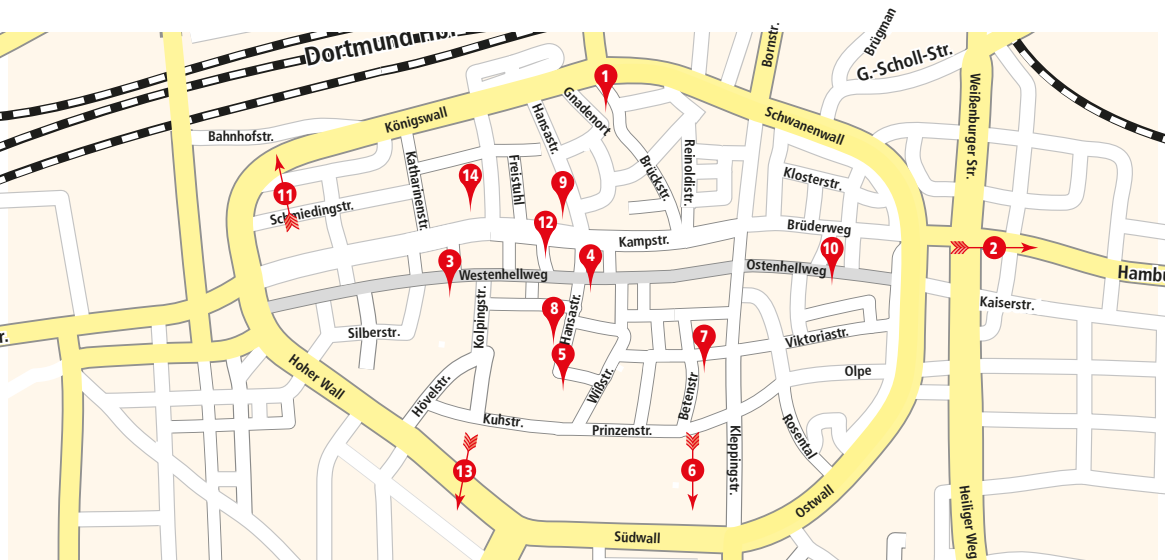 Dortmund Hbf
Bornstr.
Brügman
G.-Scholl-Str.
1
Gnadenort
Königswall
Hansastr.
Schwanenwall
Weißenburger Str.
Bahnhofstr.
Katharinenstr.
Freistuhl
Brückstr.
Reinoldistr.
Klosterstr.
14
9
11
Schmiedingstr.
12
Kampstr.
Brüderweg
10
2
3
Westenhellweg
4
Ostenhellweg
Hambu
Kaiserstr.
Kolpingstr.
8
Hansastr.
r.
Silberstr.
7
Viktoriastr.
5
Hoher Wall
Hövelstr.
Wißstr.
Betenstr
Olpe
Kuhstr.
Prinzenstr.
Kleppingstr.
Rosental
13
6
Ostwall
Heiliger Weg
Südwall